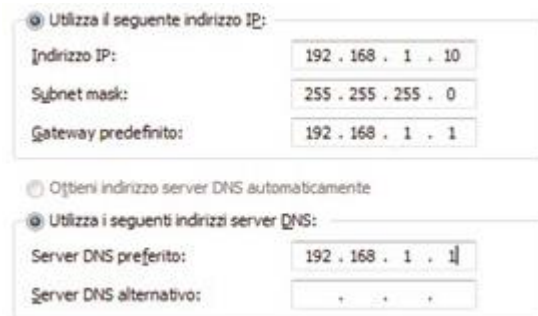 Utilizza il seguente indirizzo IP:
Indirizzo IP: 192 . 168 . 1 . 10
Subnet mask: 255 . 255 . 255 . 0
Gateway predefinito: 192 . 168 . 1 . 1
Ottieni indirizzo server DNS automaticamente
Utilizza i seguenti indirizzi server DNS:
Server DNS preferito: 192 . 168 . 1 . 1
Server DNS alternativo: . . .